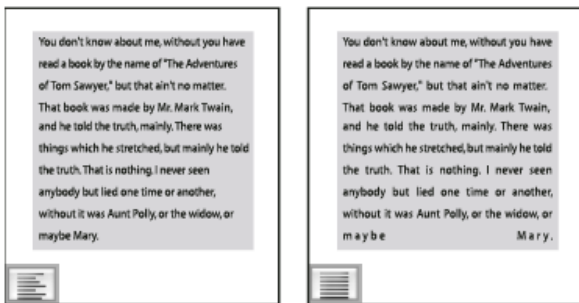 You don't know about me, without you have
read a book by the name of "The Adventures
of Tom Sawyer," but that ain't no matter.
That book was made by Mr. Mark Twain,
and he told the truth, mainly. There was
things which he stretched, but mainly he told
the truth. That is nothing. I never seen
anybody but lied one time or another,
without it was Aunt Polly, or the widow, or
maybe Mary.
You don't know about me, without you have
read a book by the name of "The Adventures
of Tom Sawyer," but that ain't no matter.
That book was made by Mr. Mark Twain,
and he told the truth, mainly. There was
things which he stretched, but mainly he told
the truth. That is nothing. I never seen
anybody but lied one time or another,
without it was Aunt Polly, or the widow, or
maybe Mary.